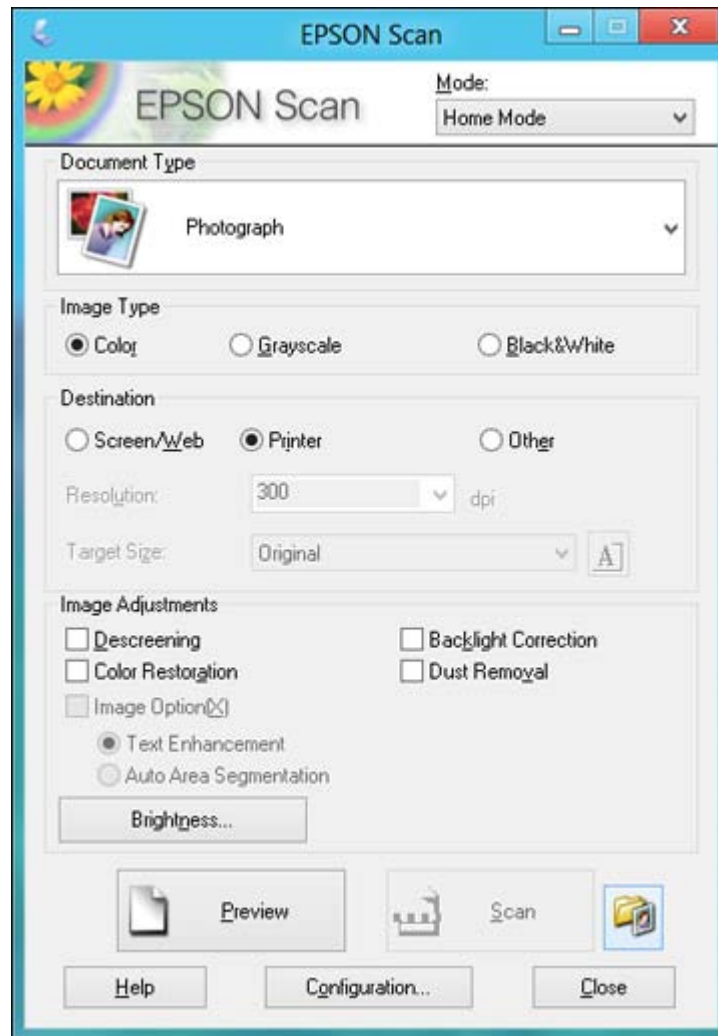 EPSON Scan
EPSON Scan
Mode:
Home Mode
Document Type
Photograph
Image Type
Color Grayscale Black&White
Destination
Screen/Web Printer Other
Resolution: 300 dpi
Target Size: Original A
Image Adjustments
Descreening Backlight Correction
Color Restoration Dust Removal
Image Option(X)
Text Enhancement
Auto Area Segmentation
Brightness...
Preview Scan
Help Configuration... Close